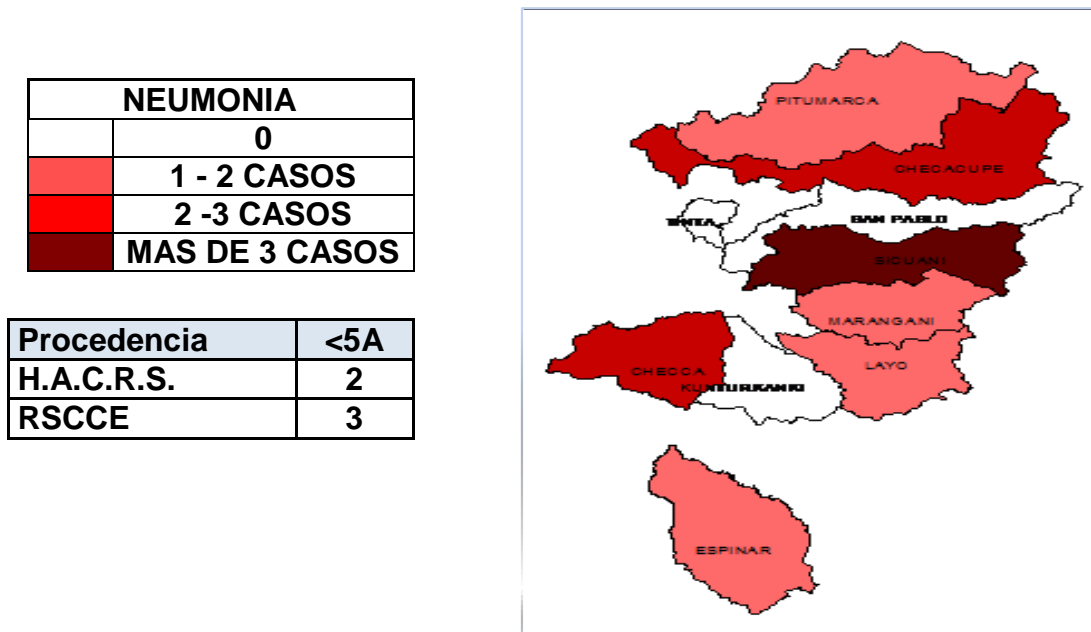 NEUMONIA
0
1 - 2 CASOS
2 -3 CASOS
MAS DE 3 CASOS
Procedencia <5A
H.A.C.R.S. 2
RSCCE 3
PITUMARCA
CHECACUPE
TINTA
SAN PABLO
SICUANI
MARANGANI
LAYO
CHECCA
KUNTURKANKI
ESPINAR